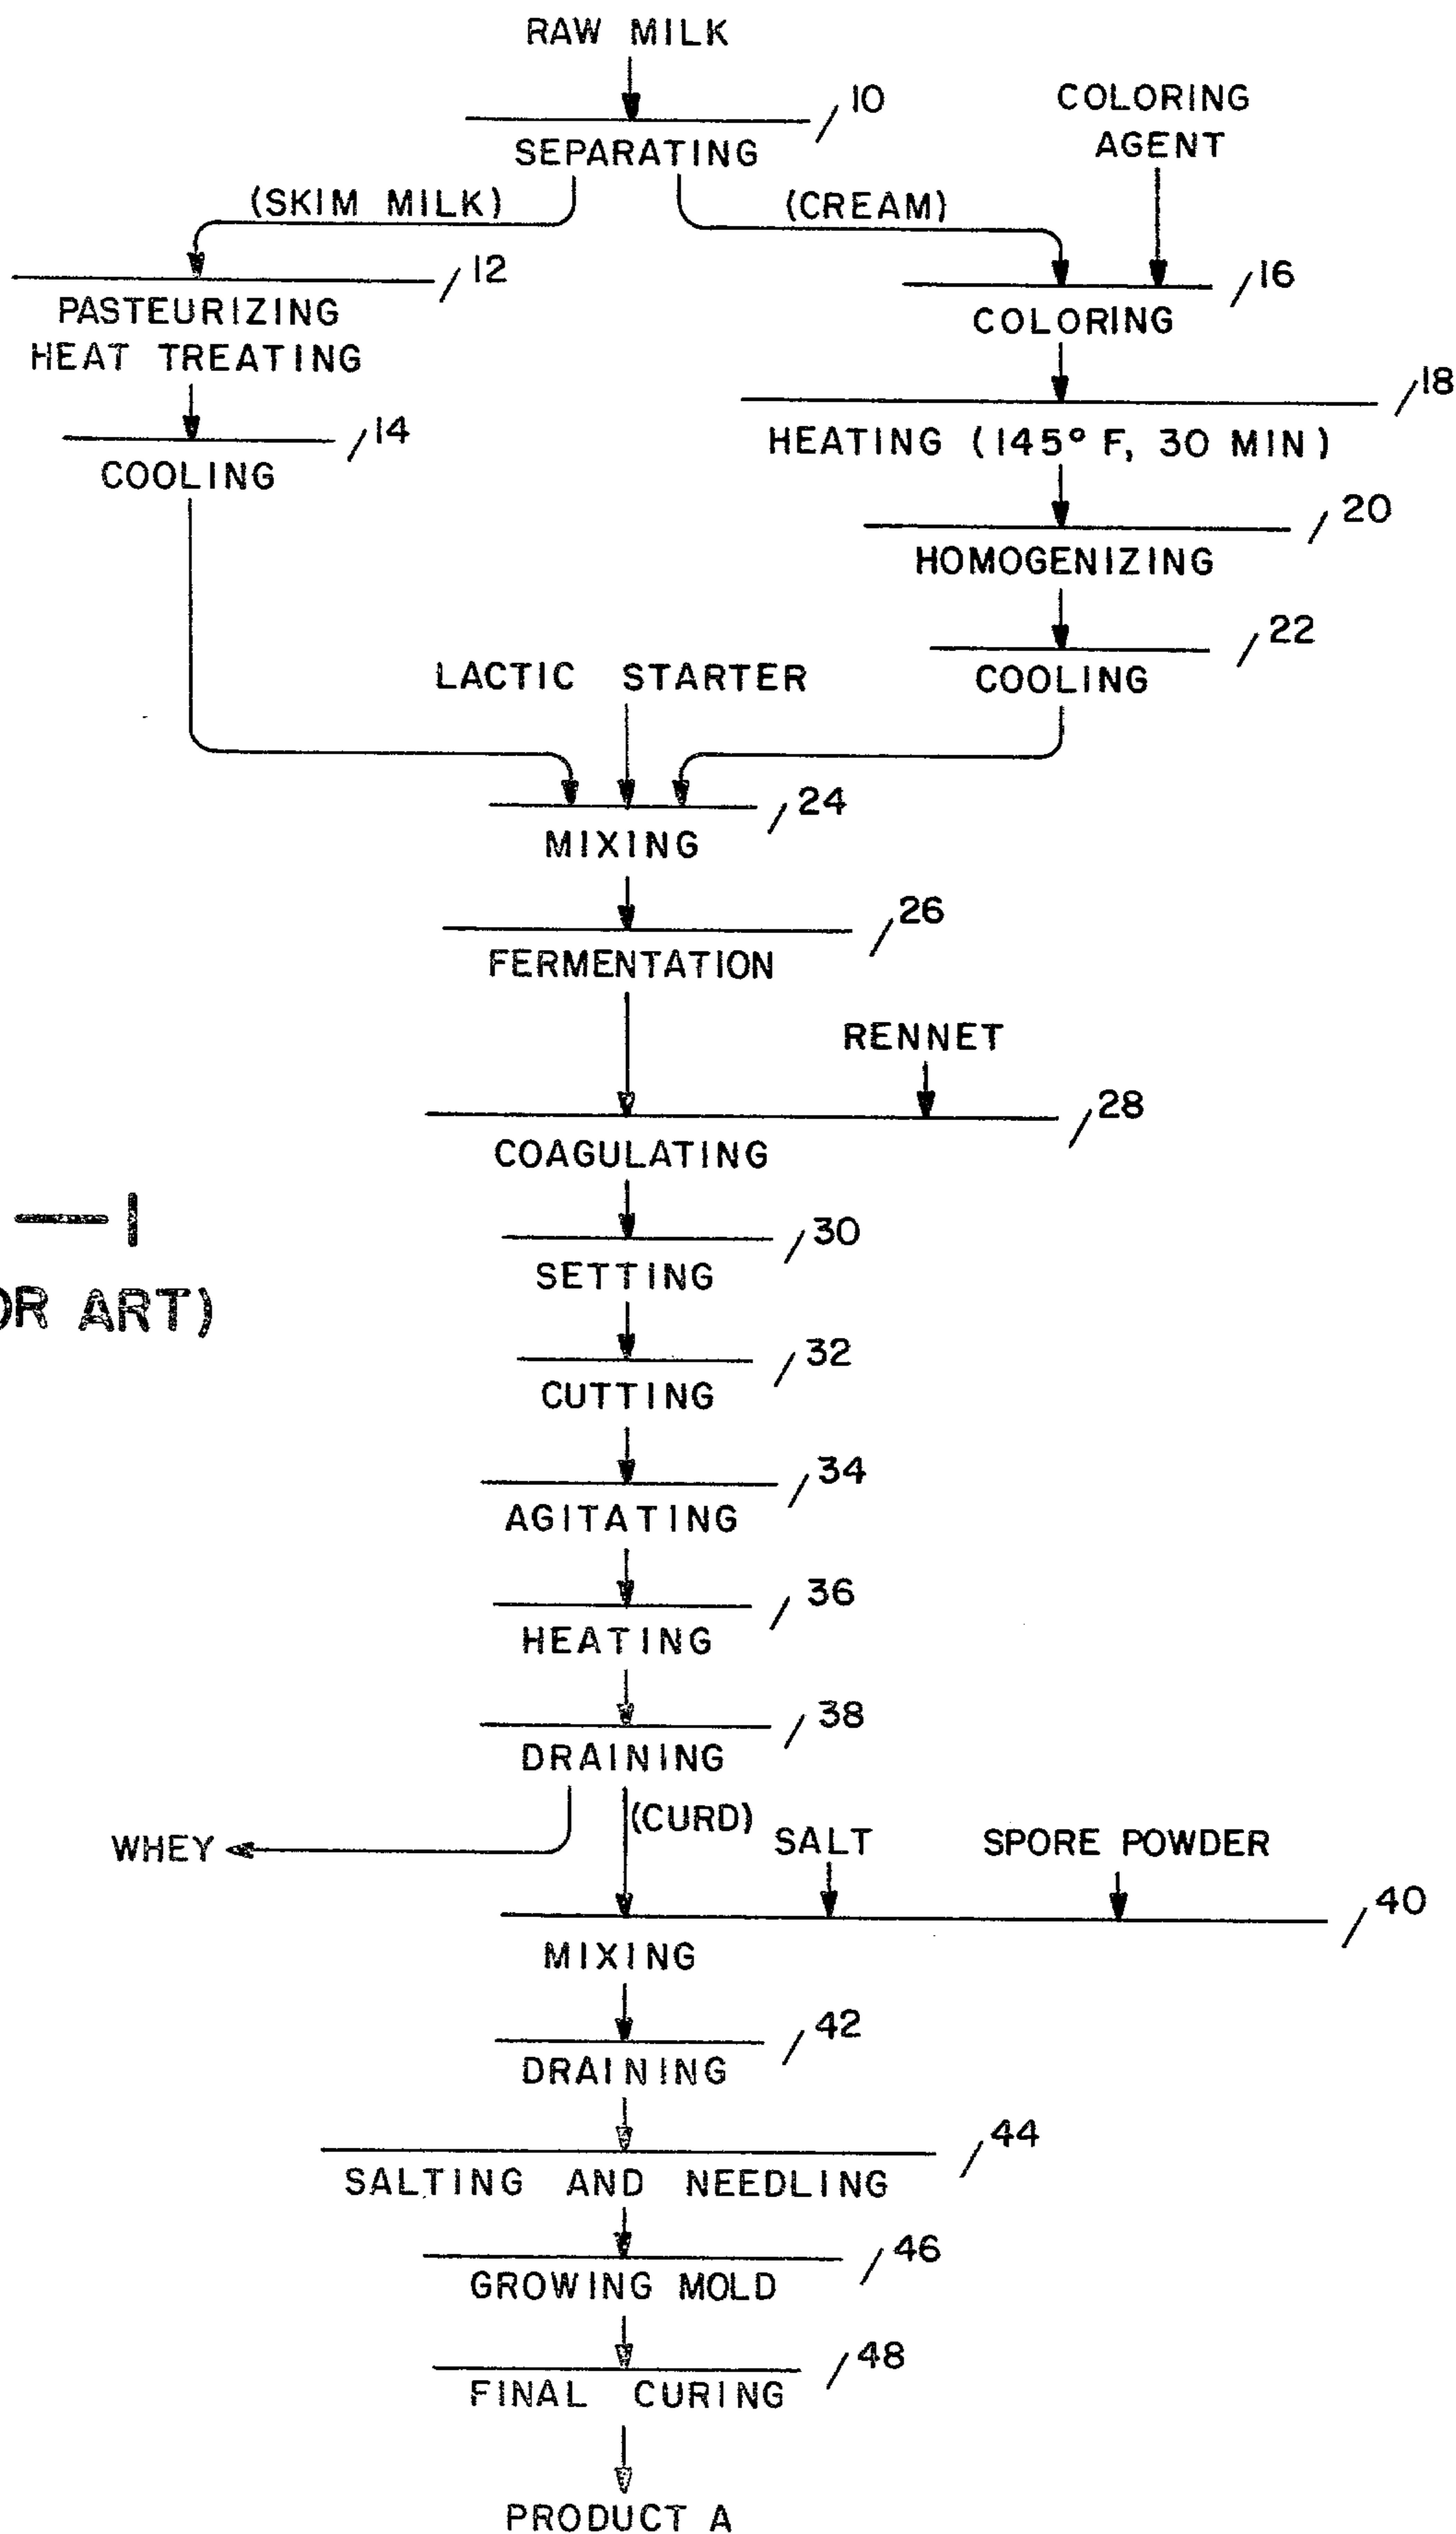 RAW MILK
10
SEPARATING
COLORING
AGENT
(SKIM MILK)
(CREAM)
12
PASTEURIZING
HEAT TREATING
16
COLORING
14
COOLING
18
HEATING (145° F, 30 MIN)
20
HOMOGENIZING
22
COOLING
LACTIC STARTER
24
MIXING
26
FERMENTATION
RENNET
28
COAGULATING
—1
OR ART)
30
SETTING
32
CUTTING
34
AGITATING
36
HEATING
38
DRAINING
(CURD)
WHEY
SALT
SPORE POWDER
40
MIXING
42
DRAINING
44
SALTING AND NEEDLING
46
GROWING MOLD
48
FINAL CURING
PRODUCT A